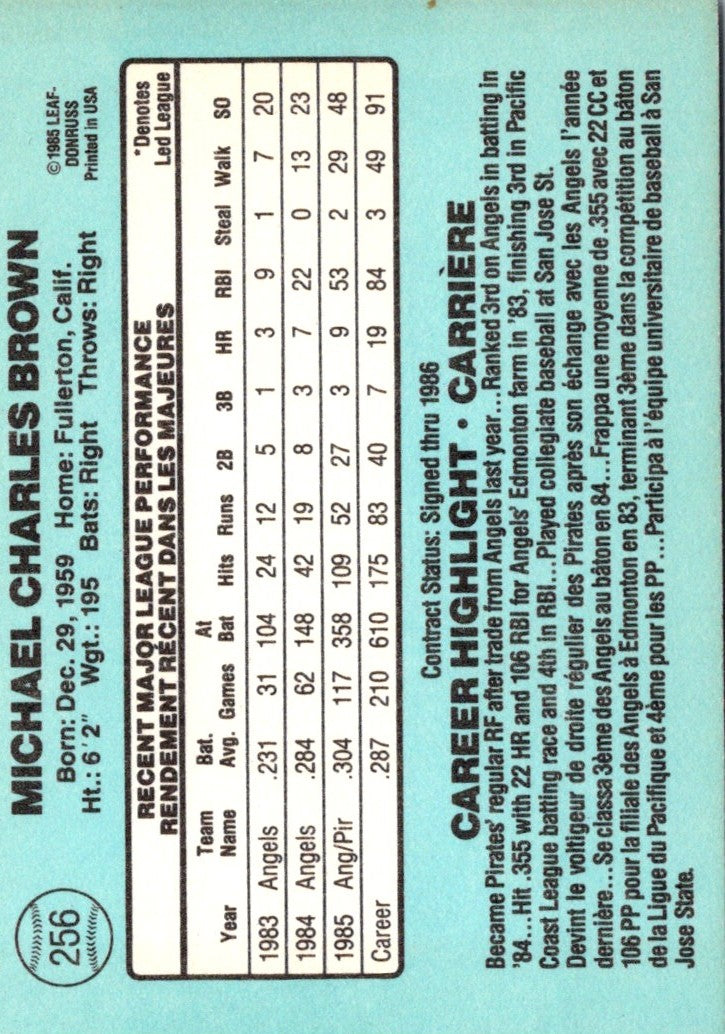 256
MICHAEL CHARLES BROWN
Born: Dec. 29, 1959 Home: Fullerton, Calif.
Ht.: 6'2" Wgt.: 195 Bats: Right Throws: Right
©1985 LEAF-
DONRUSS
Printed in USA
RECENT MAJOR LEAGUE PERFORMANCE
RENDEMENT RÉCENT DANS LES MAJEURES
*Denotes
Led League
Team Bat. At
Year Name Avg. Games Bat Hits Runs 2B 3B HR RBI Steal Walk SO
1983 Angels .231 31 104 24 12 5 1 3 9 1 7 20
1984 Angels .284 62 148 42 19 8 3 7 22 0 13 23
1985 Ang/Pir .304 117 358 109 52 27 3 9 53 2 29 48
Career .287 210 610 175 83 40 7 19 84 3 49 91
Contract Status: Signed thru 1986
CAREER HIGHLIGHT • CARRIÈRE
Became Pirates' regular RF after trade from Angels last year...Ranked 3rd on Angels in batting in
'84...Hit .355 with 22 HR and 106 RBI for Angels' Edmonton farm in '83, finishing 3rd in Pacific
Coast League batting race and 4th in RBI...Played collegiate baseball at San Jose St.
Devint le voltigeur de droite régulier des Pirates après son échange avec les Angels l'année
dernière...Se classa 3ème des Angels au bâton en 84...Frappa une moyenne de .355 avec 22 CC et
106 PP pour la filiale des Angels à Edmonton en 83, terminant 3ème dans la compétition au bâton
de la Ligue du Pacifique et 4ème pour les PP...Participa à l'équipe universitaire de baseball à San
Jose State.